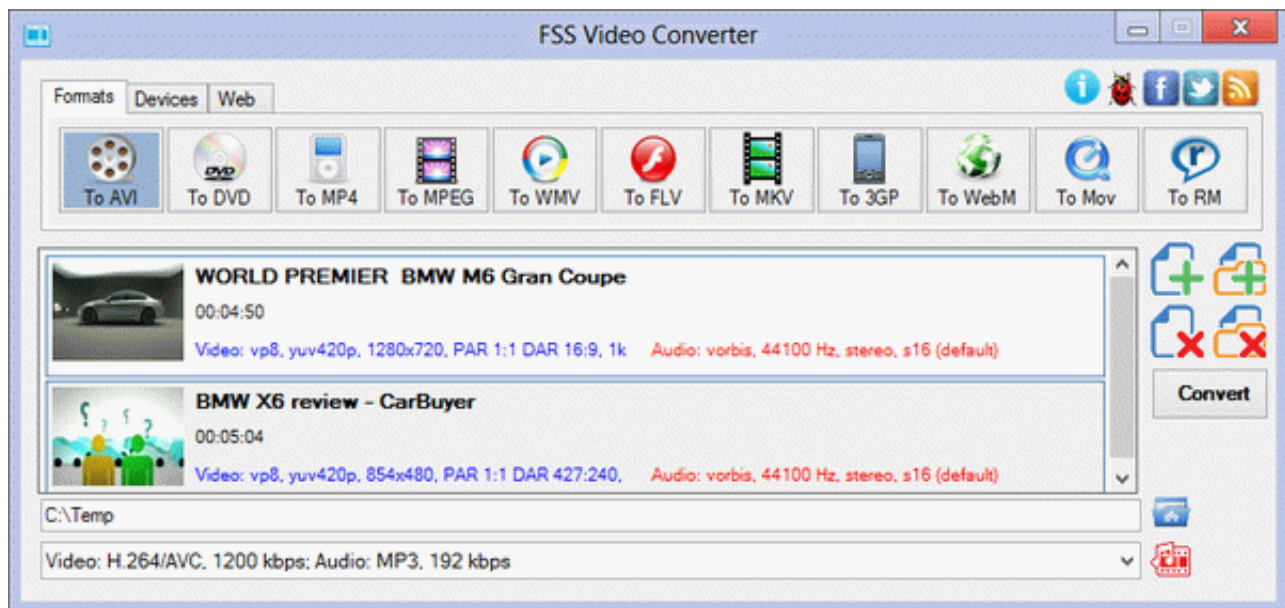 FSS Video Converter
Formats Devices Web
To AVI To DVD To MP4 To MPEG To WMV To FLV To MKV To 3GP To WebM To Mov To RM
WORLD PREMIER BMW M6 Gran Coupe
00:04:50
Video: vp8, yuv420p, 1280x720, PAR 1:1 DAR 16:9, 1k Audio: vorbis, 44100 Hz, stereo, s16 (default)
Convert
BMW X6 review - CarBuyer
00:05:04
Video: vp8, yuv420p, 854x480, PAR 1:1 DAR 427:240, Audio: vorbis, 44100 Hz, stereo, s16 (default)
C:\Temp
Video: H.264/AVC, 1200 kbps; Audio: MP3, 192 kbps